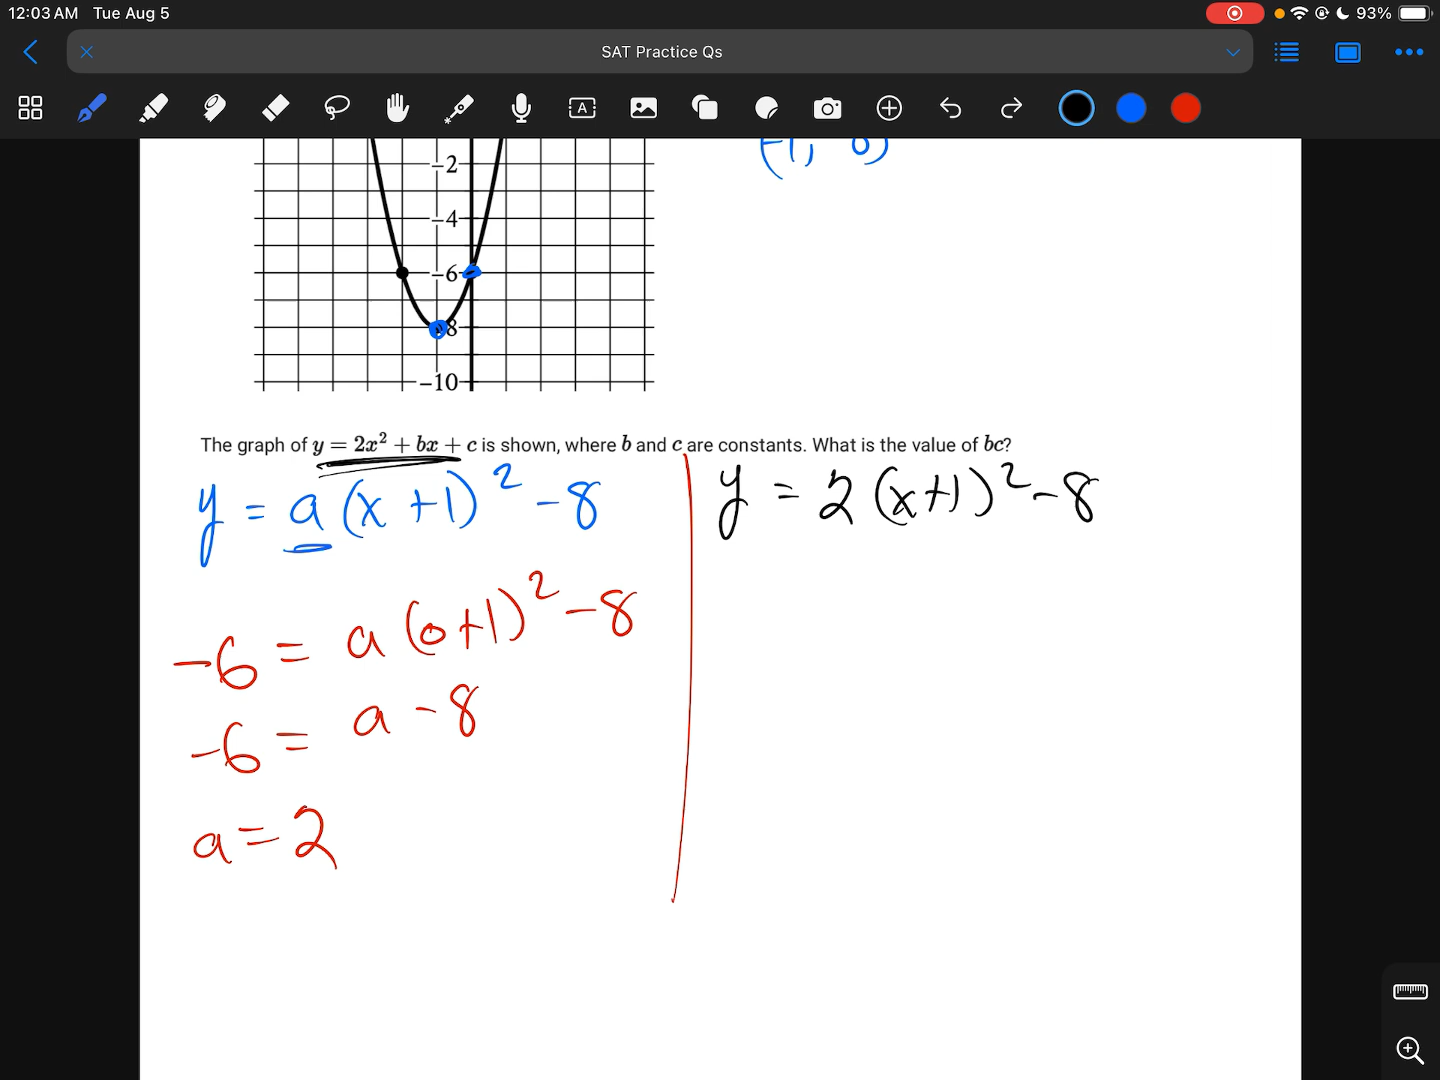 12:03 AM Tue Aug 5
93%
SAT Practice Qs
A
-2
-4
-6
-8
-10
The graph of y = 2x² + bx + c is shown, where b and c are constants. What is the value of bc?
y = a(x+1)² - 8
-6 = a(0+1)² - 8
-6 = a - 8
a = 2
y = 2(x+1)² - 8